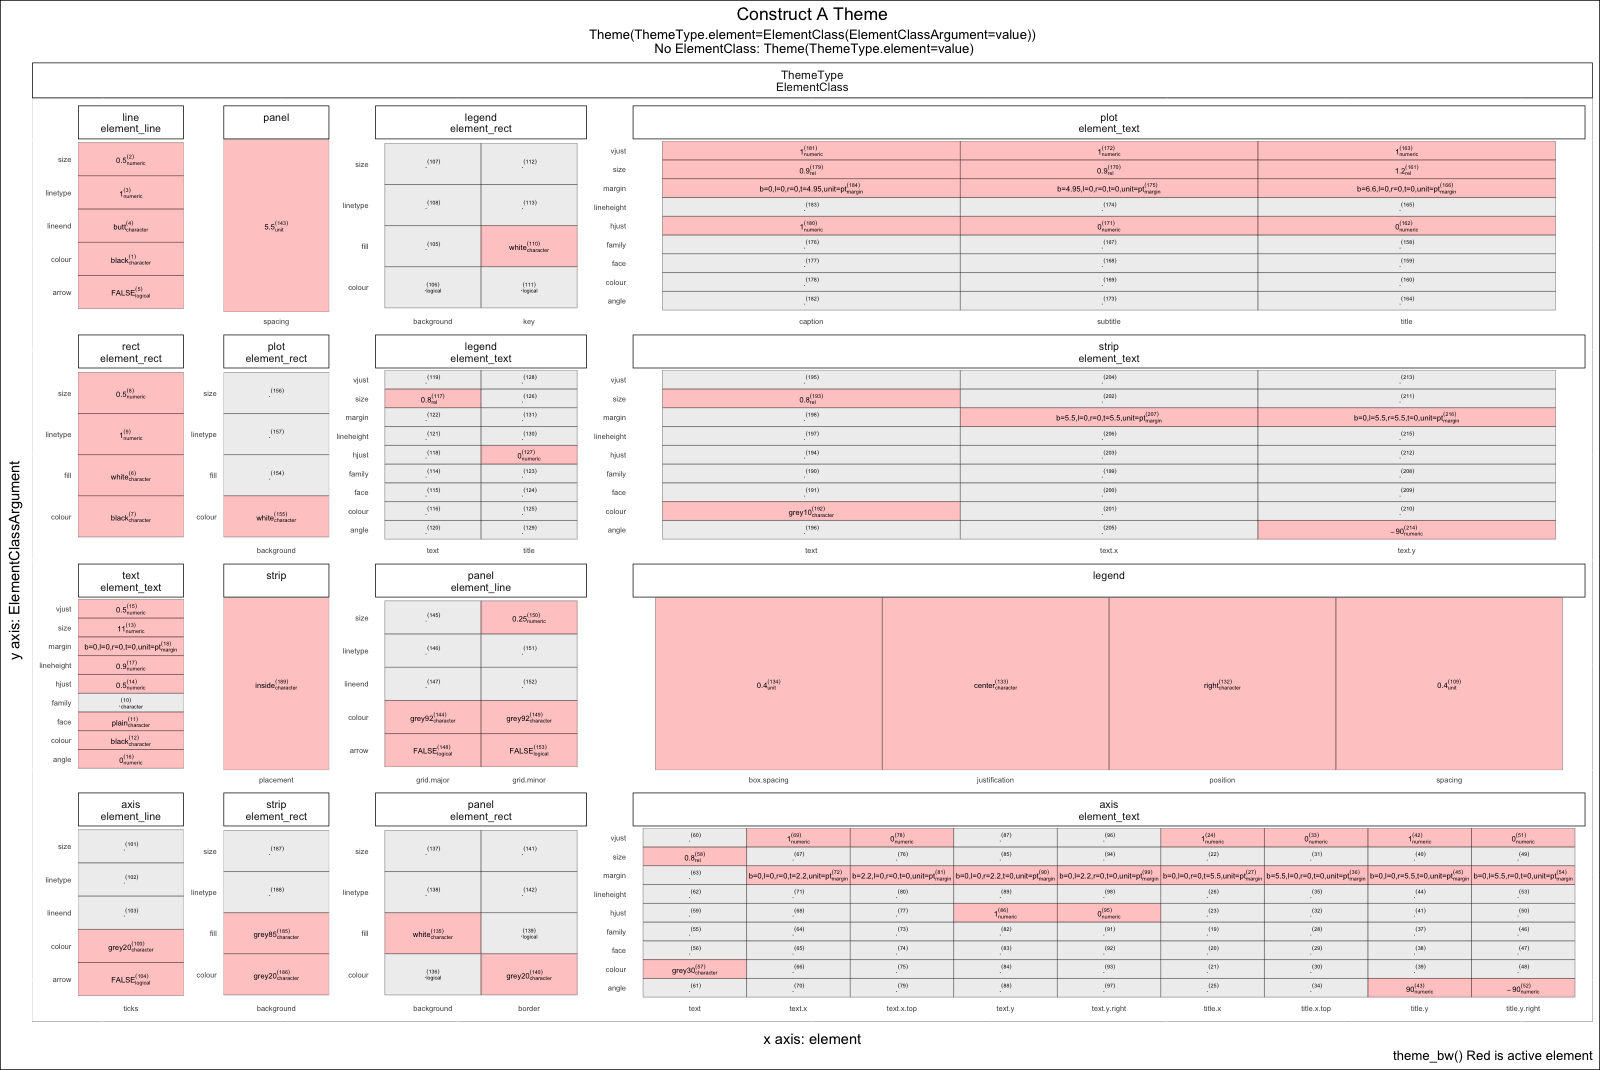 Construct A Theme
Theme(ThemeType.element=ElementClass(ElementClassArgument=value))
No ElementClass: Theme(ThemeType.element=value)
ThemeType
ElementClass
y axis: ElementClassArgument
line
element_line
size 0.5(2)numeric
linetype 1(3)numeric
lineend butt(4)character
colour black(1)character
arrow FALSE(5)logical
panel
5.5(143)unit
spacing
legend
element_rect
size .(107) .(112)
linetype .(108) .(113)
fill .(105) white(110)character
colour .(106)logical .(111)logical
background key
plot
element_text
vjust 1(181)numeric 1(172)numeric 1(163)numeric
size 0.9(179)rel 0.9(170)rel 1.2(161)rel
margin b=0,l=0,r=0,t=4.95,unit=pt(184)margin b=4.95,l=0,r=0,t=0,unit=pt(175)margin b=6.6,l=0,r=0,t=0,unit=pt(166)margin
lineheight .(183) .(174) .(165)
hjust 1(180)numeric 0(171)numeric 0(162)numeric
family .(176) .(167) .(158)
face .(177) .(168) .(159)
colour .(178) .(169) .(160)
angle .(182) .(173) .(164)
caption subtitle title
rect
element_rect
size 0.5(8)numeric
linetype 1(9)numeric
fill white(6)character
colour black(7)character
plot
element_rect
size .(156)
linetype .(157)
fill .(154)
colour white(155)character
background
legend
element_text
vjust .(119) .(128)
size 0.8(117)rel .(126)
margin .(122) .(131)
lineheight .(121) .(130)
hjust .(118) 0(127)numeric
family .(114) .(123)
face .(115) .(124)
colour .(116) .(125)
angle .(120) .(129)
text title
strip
element_text
vjust .(195) .(204) .(213)
size 0.8(193)rel .(202) .(211)
margin .(198) b=5.5,l=0,r=0,t=5.5,unit=pt(207)margin b=0,l=5.5,r=5.5,t=0,unit=pt(216)margin
lineheight .(197) .(206) .(215)
hjust .(194) .(203) .(212)
family .(190) .(199) .(208)
face .(191) .(200) .(209)
colour grey10(192)character .(201) .(210)
angle .(196) .(205) −90(214)numeric
text text.x text.y
text
element_text
vjust 0.5(15)numeric
size 11(13)numeric
margin b=0,l=0,r=0,t=0,unit=pt(18)margin
lineheight 0.9(17)numeric
hjust 0.5(14)numeric
family .(10)character
face plain(11)character
colour black(12)character
angle 0(16)numeric
strip
inside(189)character
placement
panel
element_line
size .(145) 0.25(150)numeric
linetype .(146) .(151)
lineend .(147) .(152)
colour grey92(144)character grey92(149)character
arrow FALSE(148)logical FALSE(153)logical
grid.major grid.minor
legend
0.4(134)unit center(133)character right(132)character 0.4(109)unit
box.spacing justification position spacing
axis
element_line
size .(101)
linetype .(102)
lineend .(103)
colour grey20(100)character
arrow FALSE(104)logical
ticks
strip
element_rect
size .(187)
linetype .(188)
fill grey85(185)character
colour grey20(186)character
background
panel
element_rect
size .(137) .(141)
linetype .(138) .(142)
fill white(135)character .(139)logical
colour .(136)logical grey20(140)character
background border
axis
element_text
vjust .(60) 1(69)numeric 0(78)numeric .(87) .(96) 1(24)numeric 0(33)numeric 1(42)numeric 0(51)numeric
size 0.8(58)rel .(67) .(76) .(85) .(94) .(22) .(31) .(40) .(49)
margin .(63) b=0,l=0,r=0,t=2.2,unit=pt(72)margin b=2.2,l=0,r=0,t=0,unit=pt(81)margin b=0,l=0,r=2.2,t=0,unit=pt(90)margin b=0,l=2.2,r=0,t=0,unit=pt(99)margin b=0,l=0,r=0,t=5.5,unit=pt(27)margin b=5.5,l=0,r=0,t=0,unit=pt(36)margin b=0,l=0,r=5.5,t=0,unit=pt(45)margin b=0,l=5.5,r=0,t=0,unit=pt(54)margin
lineheight .(62) .(71) .(80) .(89) .(98) .(26) .(35) .(44) .(53)
hjust .(59) .(68) .(77) 1(86)numeric 0(95)numeric .(23) .(32) .(41) .(50)
family .(55) .(64) .(73) .(82) .(91) .(19) .(28) .(37) .(46)
face .(56) .(65) .(74) .(83) .(92) .(20) .(29) .(38) .(47)
colour grey30(57)character .(66) .(75) .(84) .(93) .(21) .(30) .(39) .(48)
angle .(61) .(70) .(79) .(88) .(97) .(25) .(34) 90(43)numeric −90(52)numeric
text text.x text.x.top text.y text.y.right title.x title.x.top title.y title.y.right
x axis: element
theme_bw() Red is active element